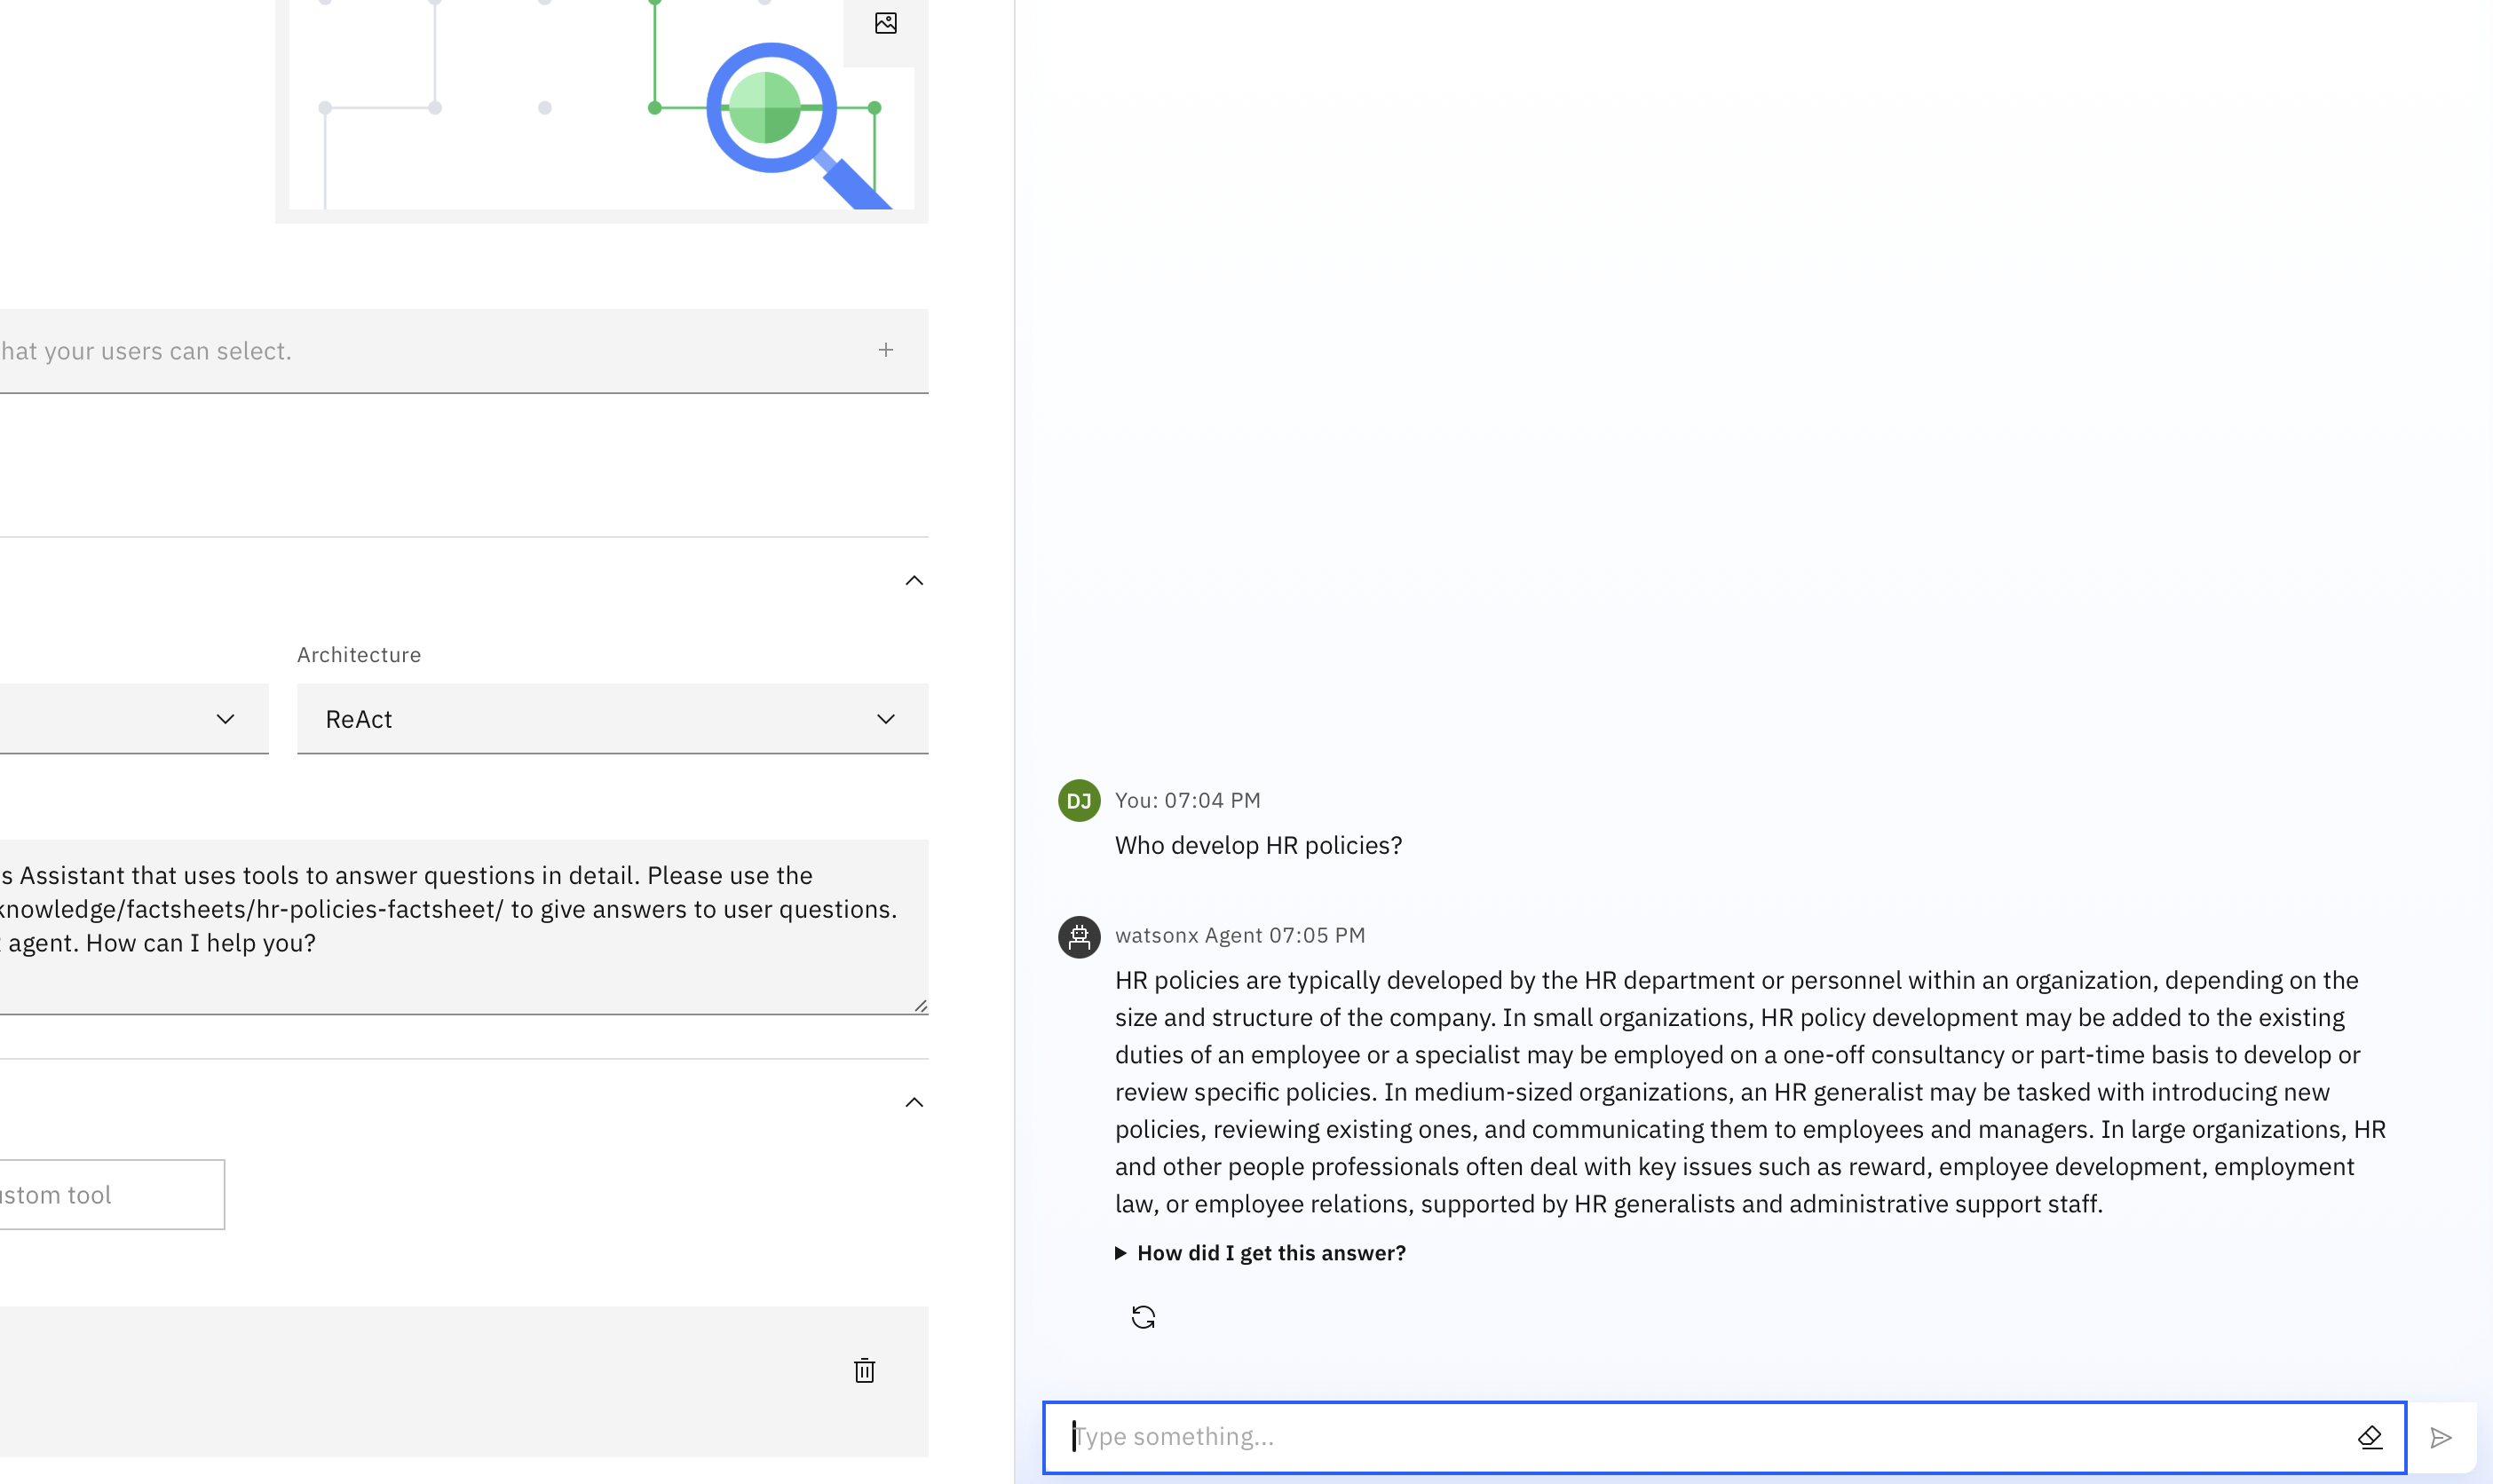 hat your users can select.
Architecture
ReAct
s Assistant that uses tools to answer questions in detail. Please use the
knowledge/factsheets/hr-policies-factsheet/ to give answers to user questions.
agent. How can I help you?
stom tool
DJ You: 07:04 PM
Who develop HR policies?
watsonx Agent 07:05 PM
HR policies are typically developed by the HR department or personnel within an organization, depending on the
size and structure of the company. In small organizations, HR policy development may be added to the existing
duties of an employee or a specialist may be employed on a one-off consultancy or part-time basis to develop or
review specific policies. In medium-sized organizations, an HR generalist may be tasked with introducing new
policies, reviewing existing ones, and communicating them to employees and managers. In large organizations, HR
and other people professionals often deal with key issues such as reward, employee development, employment
law, or employee relations, supported by HR generalists and administrative support staff.
How did I get this answer?
Type something...